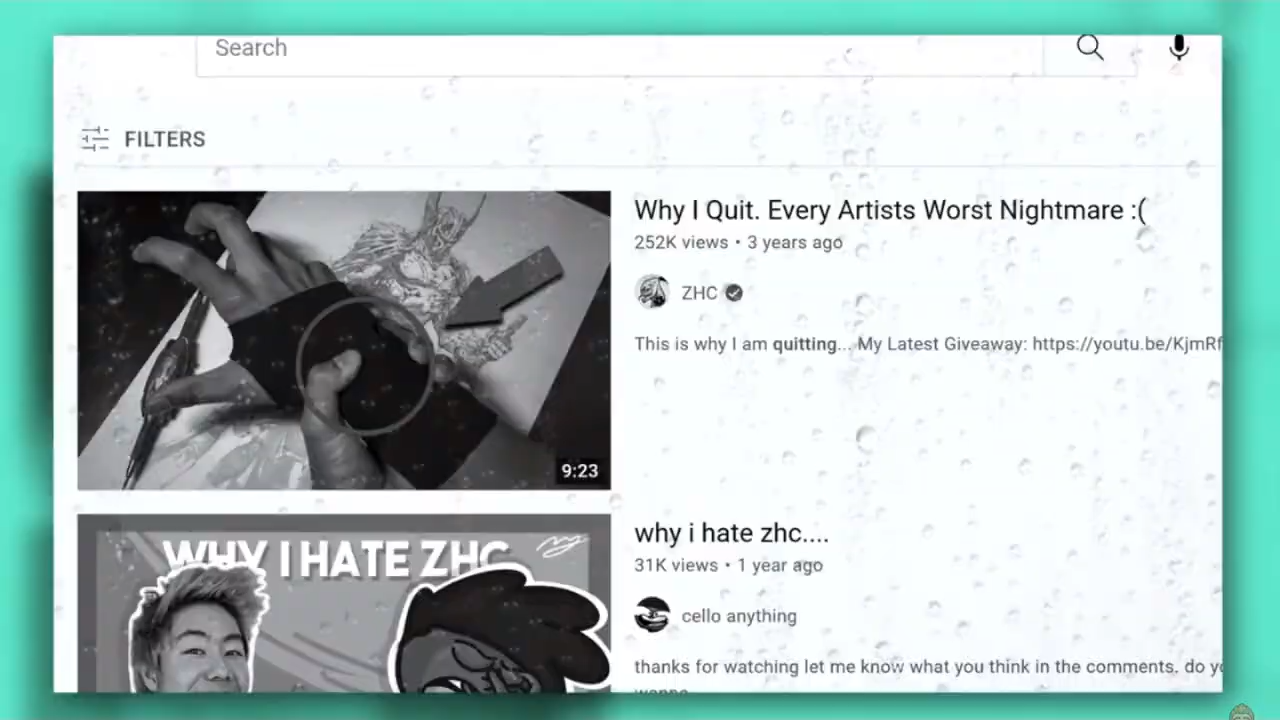 Search
FILTERS
Why I Quit. Every Artists Worst Nightmare :(
252K views • 3 years ago
ZHC
This is why I am quitting... My Latest Giveaway: https://youtu.be/KjmRf
9:23
WHY I HATE ZHC
why i hate zhc....
31K views • 1 year ago
cello anything
thanks for watching let me know what you think in the comments. do yo